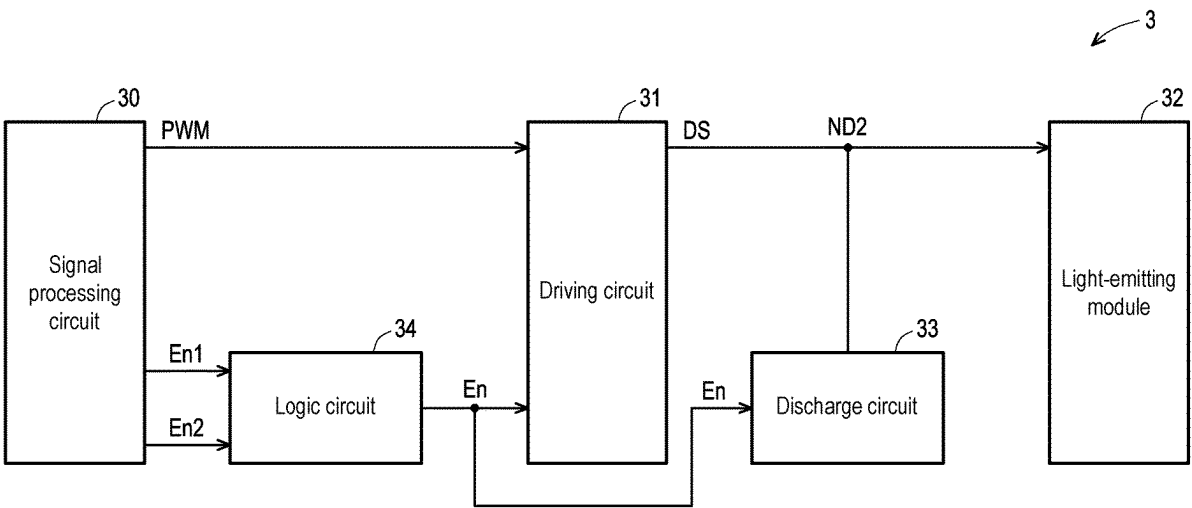 3
30
31
32
PWM
DS
ND2
Signal
processing
circuit
Driving circuit
Light-emitting
module
34
33
En1
En2
Logic circuit
En
En
Discharge circuit